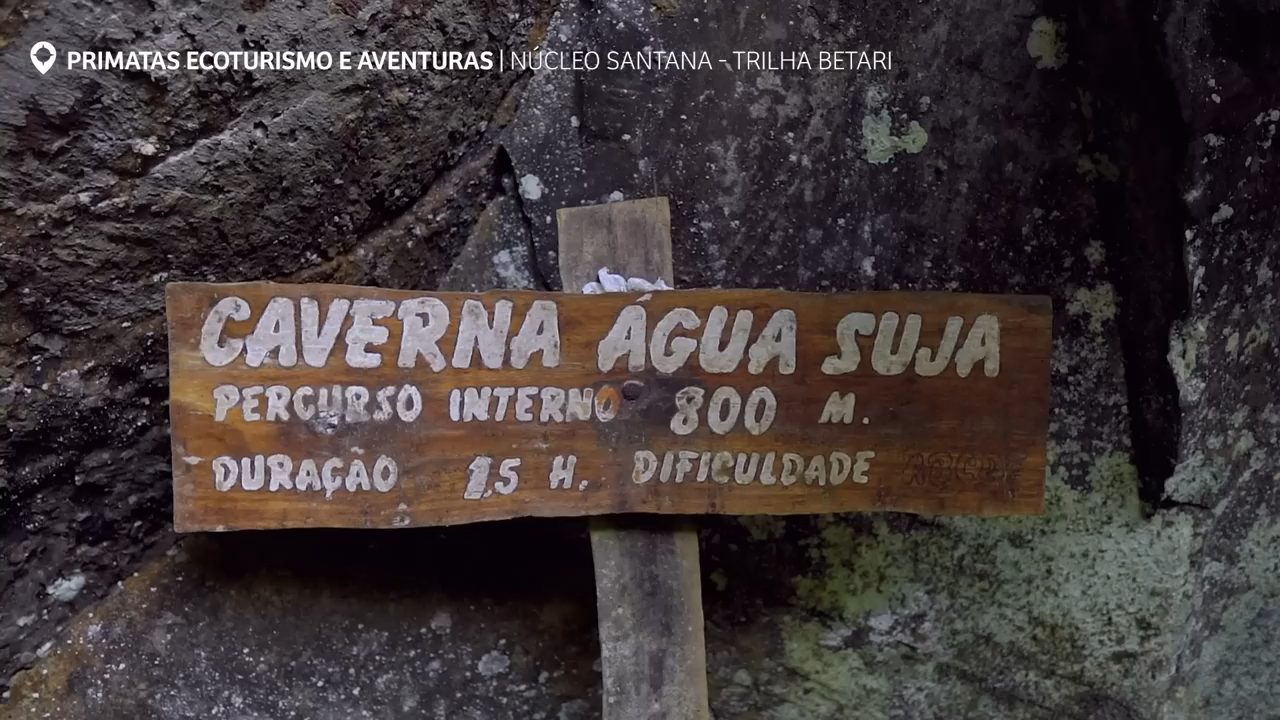 PRIMATAS ECOTURISMO E AVENTURAS | NÚCLEO SANTANA - TRILHA BETARI
CAVERNA ÁGUA SUJA
PERCURSO INTERNO 800 M.
DURAÇÃO 1.5 H. DIFICULDADE